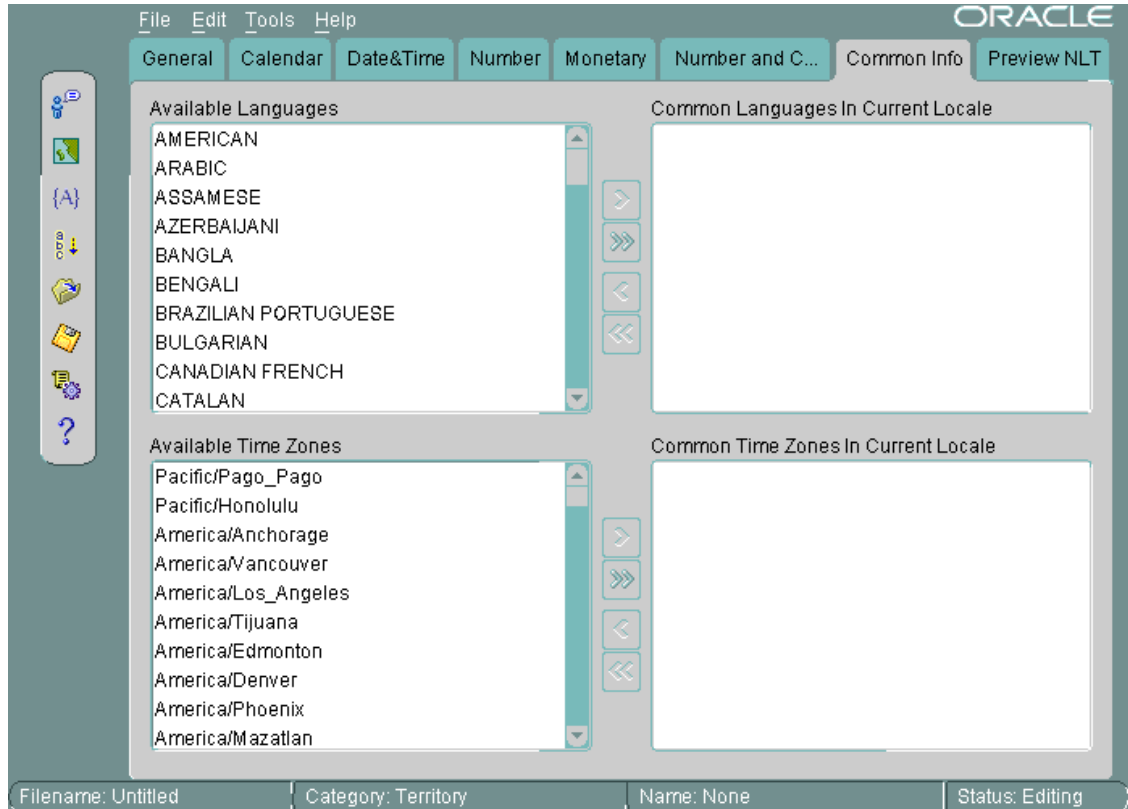 File Edit Tools Help
ORACLE
General Calendar Date&Time Number Monetary Number and C... Common Info Preview NLT
Available Languages
AMERICAN
ARABIC
ASSAMESE
AZERBAIJANI
BANGLA
BENGALI
BRAZILIAN PORTUGUESE
BULGARIAN
CANADIAN FRENCH
CATALAN
Common Languages In Current Locale
Available Time Zones
Pacific/Pago_Pago
Pacific/Honolulu
America/Anchorage
America/Vancouver
America/Los_Angeles
America/Tijuana
America/Edmonton
America/Denver
America/Phoenix
America/Mazatlan
Common Time Zones In Current Locale
{A}
a
b
c
?
Filename: Untitled Category: Territory Name: None Status: Editing